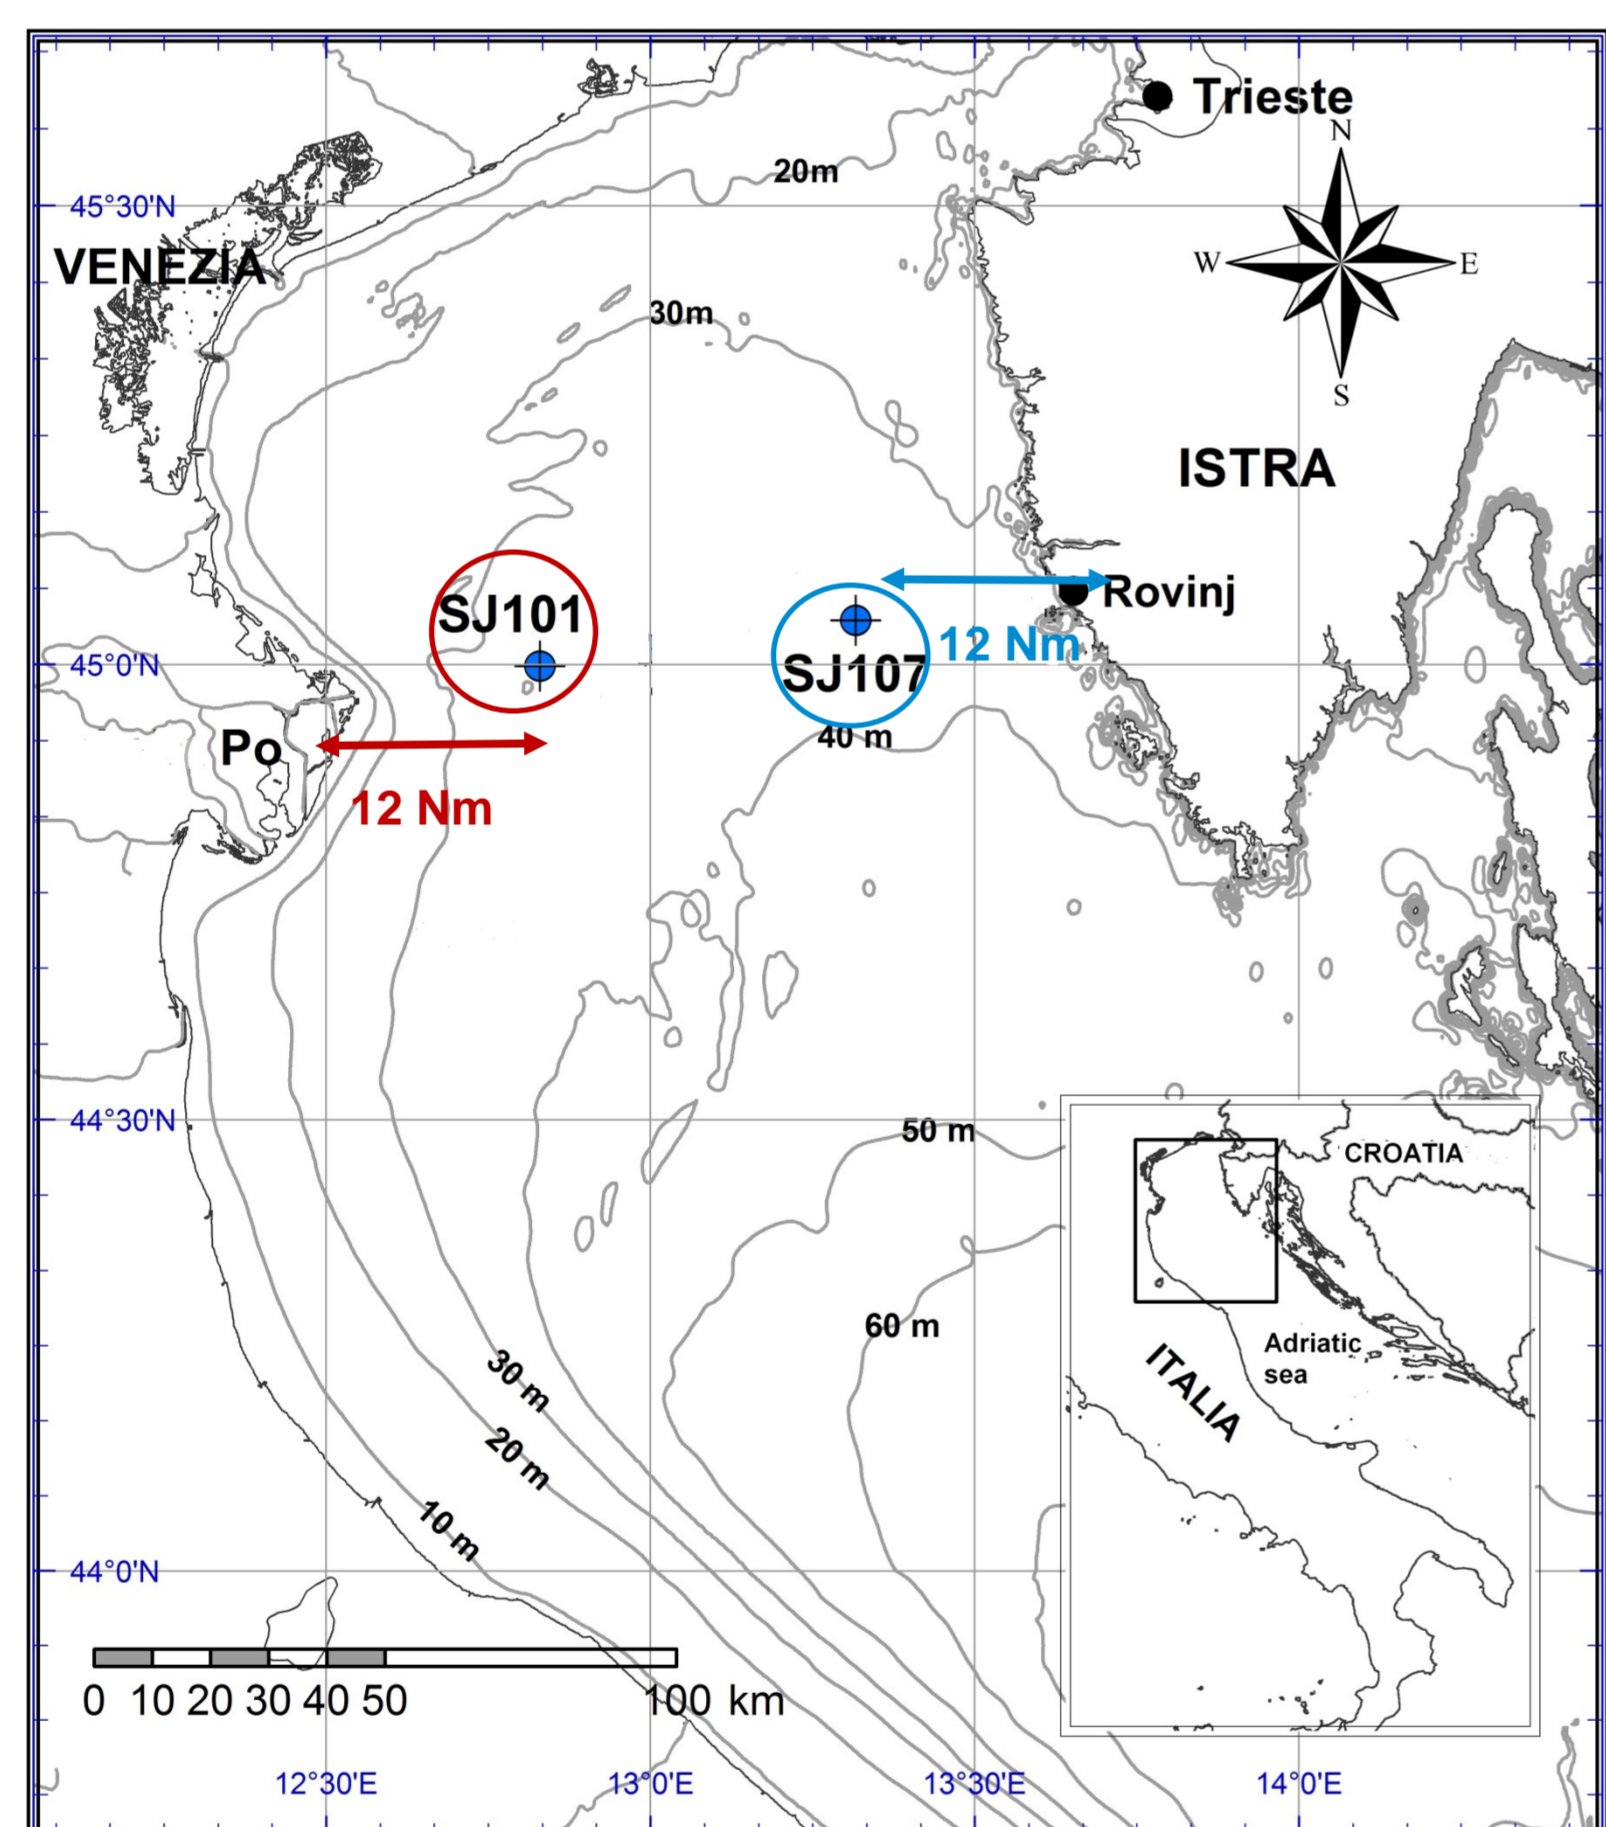 Trieste
N
20m
45°30'N
VENEZIA
W
E
30m
S
ISTRA
SJ101
Rovinj
12 Nm
45°0'N
SJ107
40 m
Po
12 Nm
44°30'N
50 m
CROATIA
60 m
Adriatic
sea
ITALIA
30 m
20 m
10 m
44°0'N
0 10 20 30 40 50 100 km
12°30'E 13°0'E 13°30'E 14°0'E